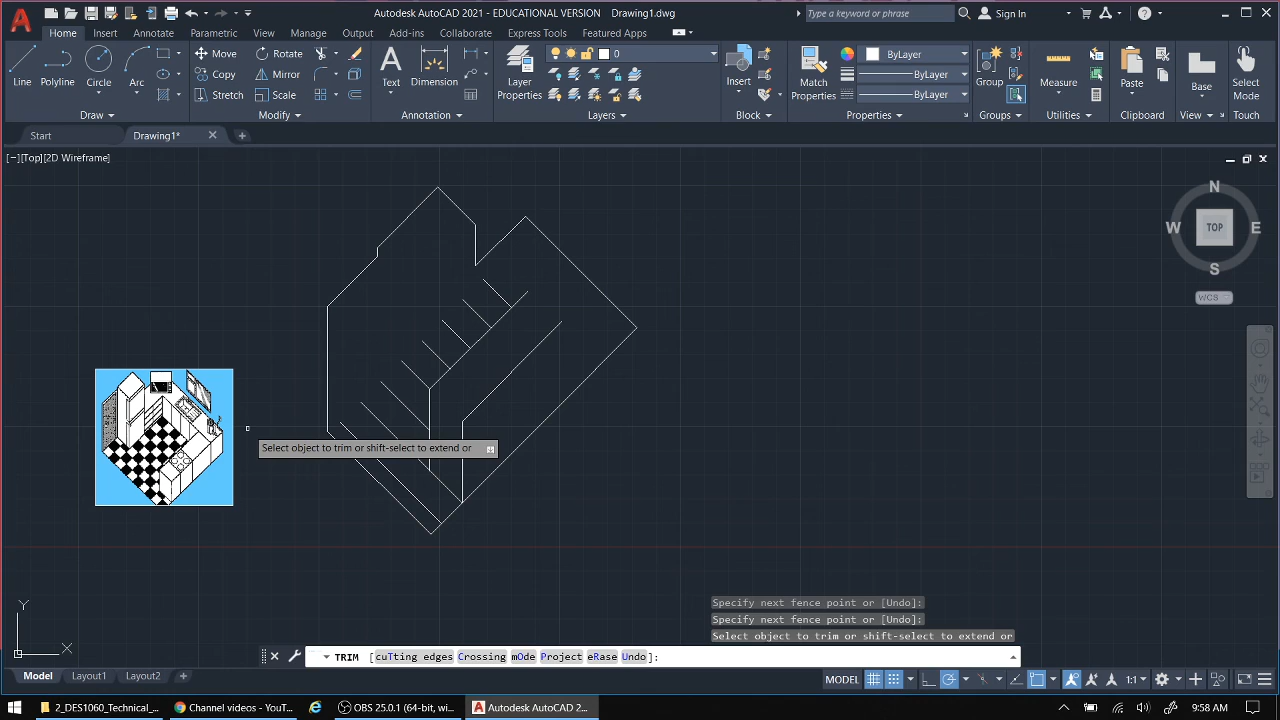 Autodesk AutoCAD 2021 - EDUCATIONAL VERSION Drawing1.dwg
Type a keyword or phrase
Sign In
Home Insert Annotate Parametric View Manage Output Add-ins Collaborate Express Tools Featured Apps
Line
Polyline
Circle
Arc
Move
Rotate
Copy
Mirror
Stretch
Scale
Text
Dimension
Layer
Properties
0
Insert
Match
Properties
ByLayer
ByLayer
ByLayer
Group
Measure
Paste
Base
Select
Mode
Draw Modify Annotation Layers Block Properties Groups Utilities Clipboard View Touch
Start Drawing1*
[−][Top][2D Wireframe]
N
W
TOP
E
S
WCS
Select object to trim or shift-select to extend or
Y
X
Specify next fence point or [Undo]:
Specify next fence point or [Undo]:
Select object to trim or shift-select to extend or
TRIM [cuTting edges Crossing mOde Project eRase Undo]:
Model Layout1 Layout2
MODEL
1:1
2_DES1060_Technical_...
Channel videos - YouT...
OBS 25.0.1 (64-bit, wi...
Autodesk AutoCAD 2...
9:58 AM